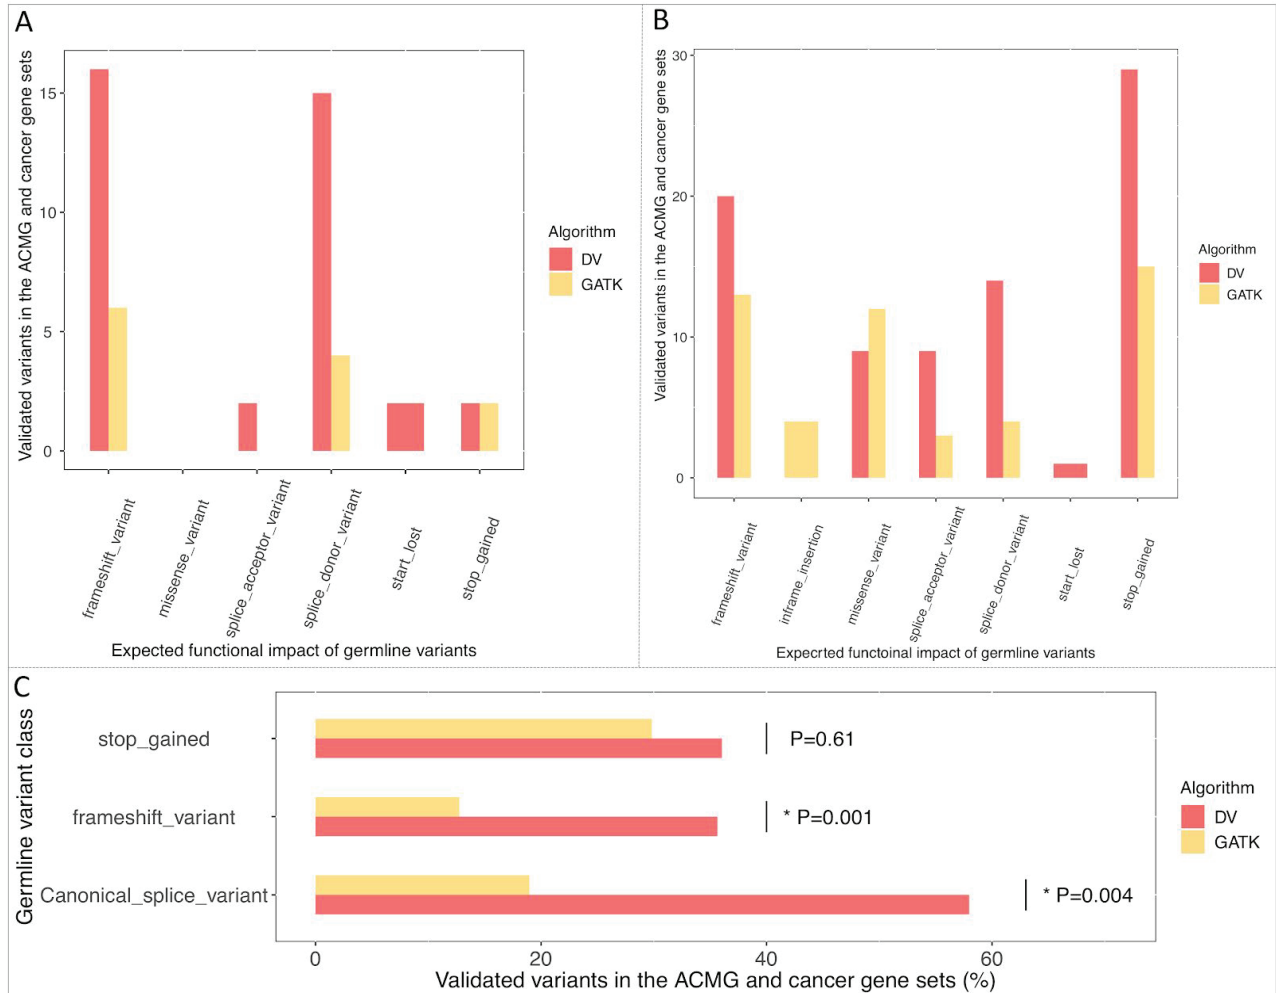 A
Validated variants in the ACMG and cancer gene sets
15
10
5
0
frameshift_variant
missense_variant
splice_acceptor_variant
splice_donor_variant
start_lost
stop_gained
Expected functional impact of germline variants
Algorithm
DV
GATK
B
Validated variants in the ACMG and cancer gene sets
30
20
10
0
frameshift_variant
inframe_insertion
missense_variant
splice_acceptor_variant
splice_donor_variant
start_lost
stop_gained
Expecrted functoinal impact of germline variants
Algorithm
DV
GATK
C
Germline variant class
stop_gained
P=0.61
frameshift_variant
* P=0.001
Canonical_splice_variant
* P=0.004
0
20
40
60
Validated variants in the ACMG and cancer gene sets (%)
Algorithm
DV
GATK